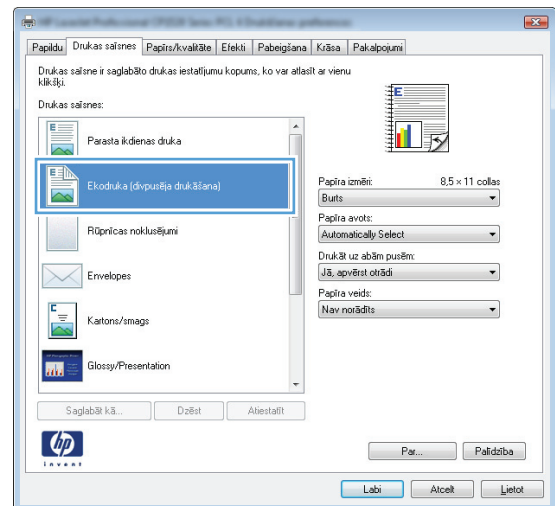 Papildu Drukas saīsnes Papīrs/kvalitāte Efekti Pabeigšana Krāsa Pakalpojumi
Drukas saīsne ir saglabāto drukas iestatījumu kopums, ko var atlasīt ar vienu
klikšķi.
Drukas saīsnes:
Parasta ikdienas druka
Ekodruka (divpusēja drukāšana)
Rūpnīcas noklusējumi
Envelopes
Kartons/smags
Glossy/Presentation
Papīra izmēri: 8,5 × 11 collas
Burts
Papīra avots:
Automatically Select
Drukāt uz abām pusēm:
Jā, apvērst otrādi
Papīra veids:
Nav norādīts
Saglabāt kā... Dzēst Atiestatīt
hp
invent
Par... Palīdzība
Labi Atcelt Lietot